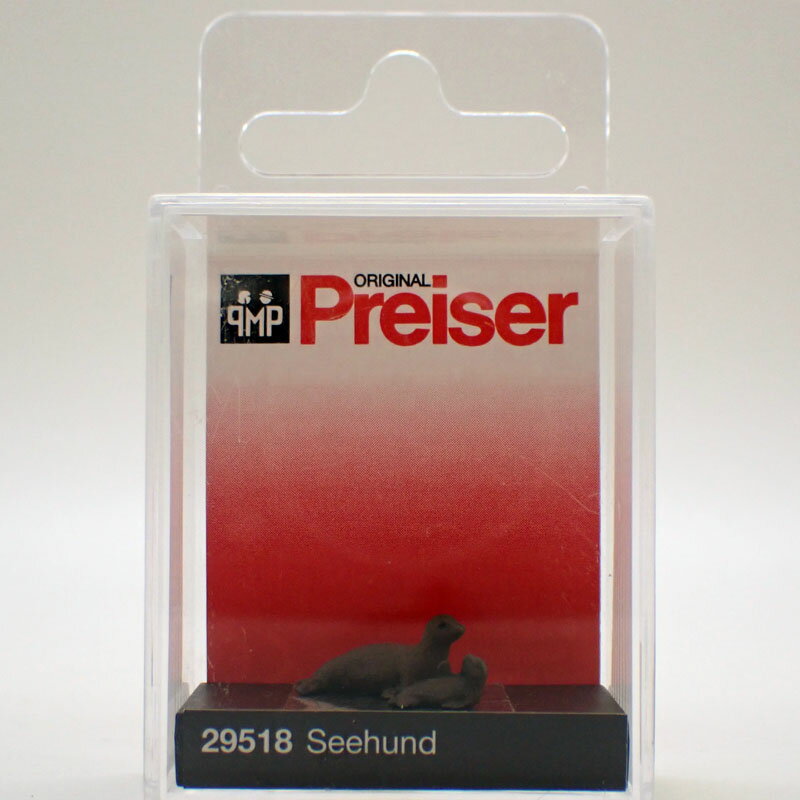 ORIGINAL
PMP Preiser
29518 Seehund